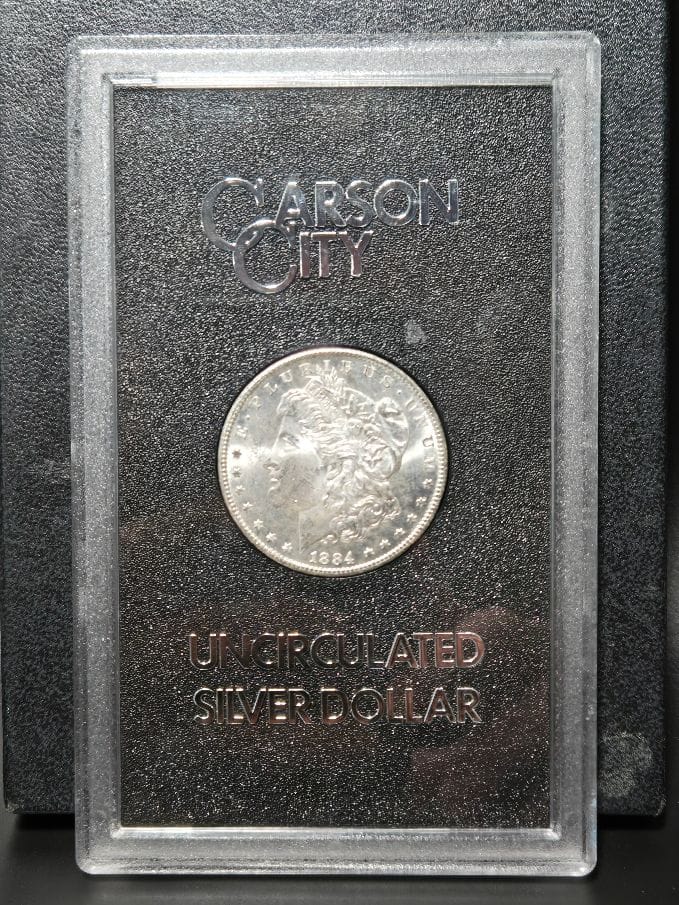 CARSON
CITY
E · PLURIBUS · UNUM
1884
UNCIRCULATED
SILVER DOLLAR